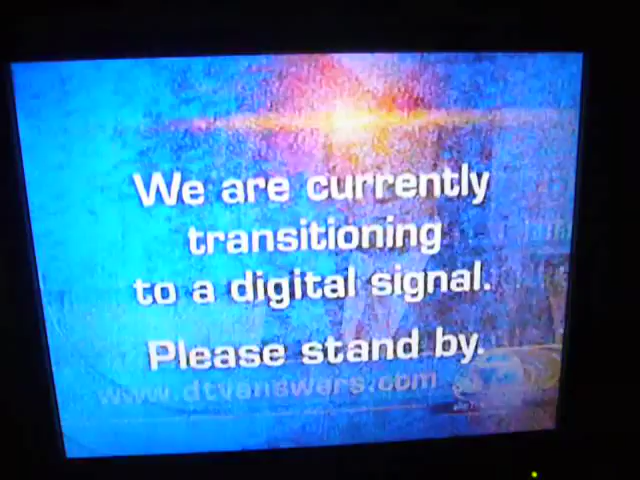 We are currently
transitioning
to a digital signal.
Please stand by.
www.dtvanswers.com